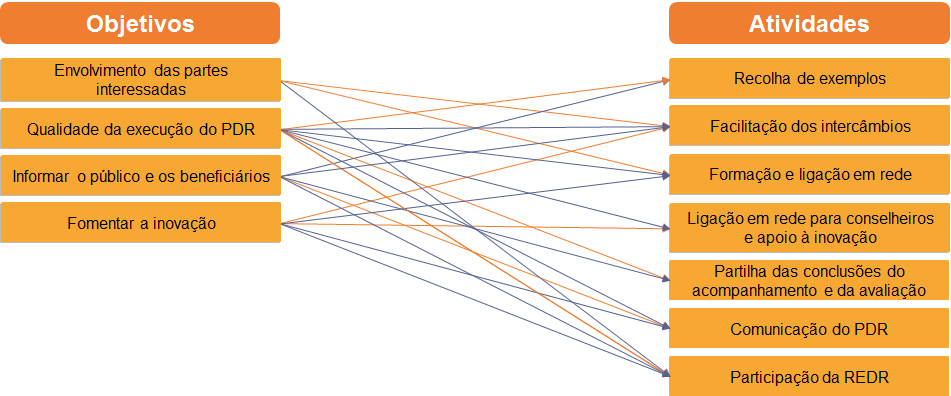 Objetivos
Envolvimento das partes
interessadas
Qualidade da execução do PDR
Informar o público e os beneficiários
Fomentar a inovação
Atividades
Recolha de exemplos
Facilitação dos intercâmbios
Formação e ligação em rede
Ligação em rede para conselheiros
e apoio à inovação
Partilha das conclusões do
acompanhamento e da avaliação
Comunicação do PDR
Participação da REDR